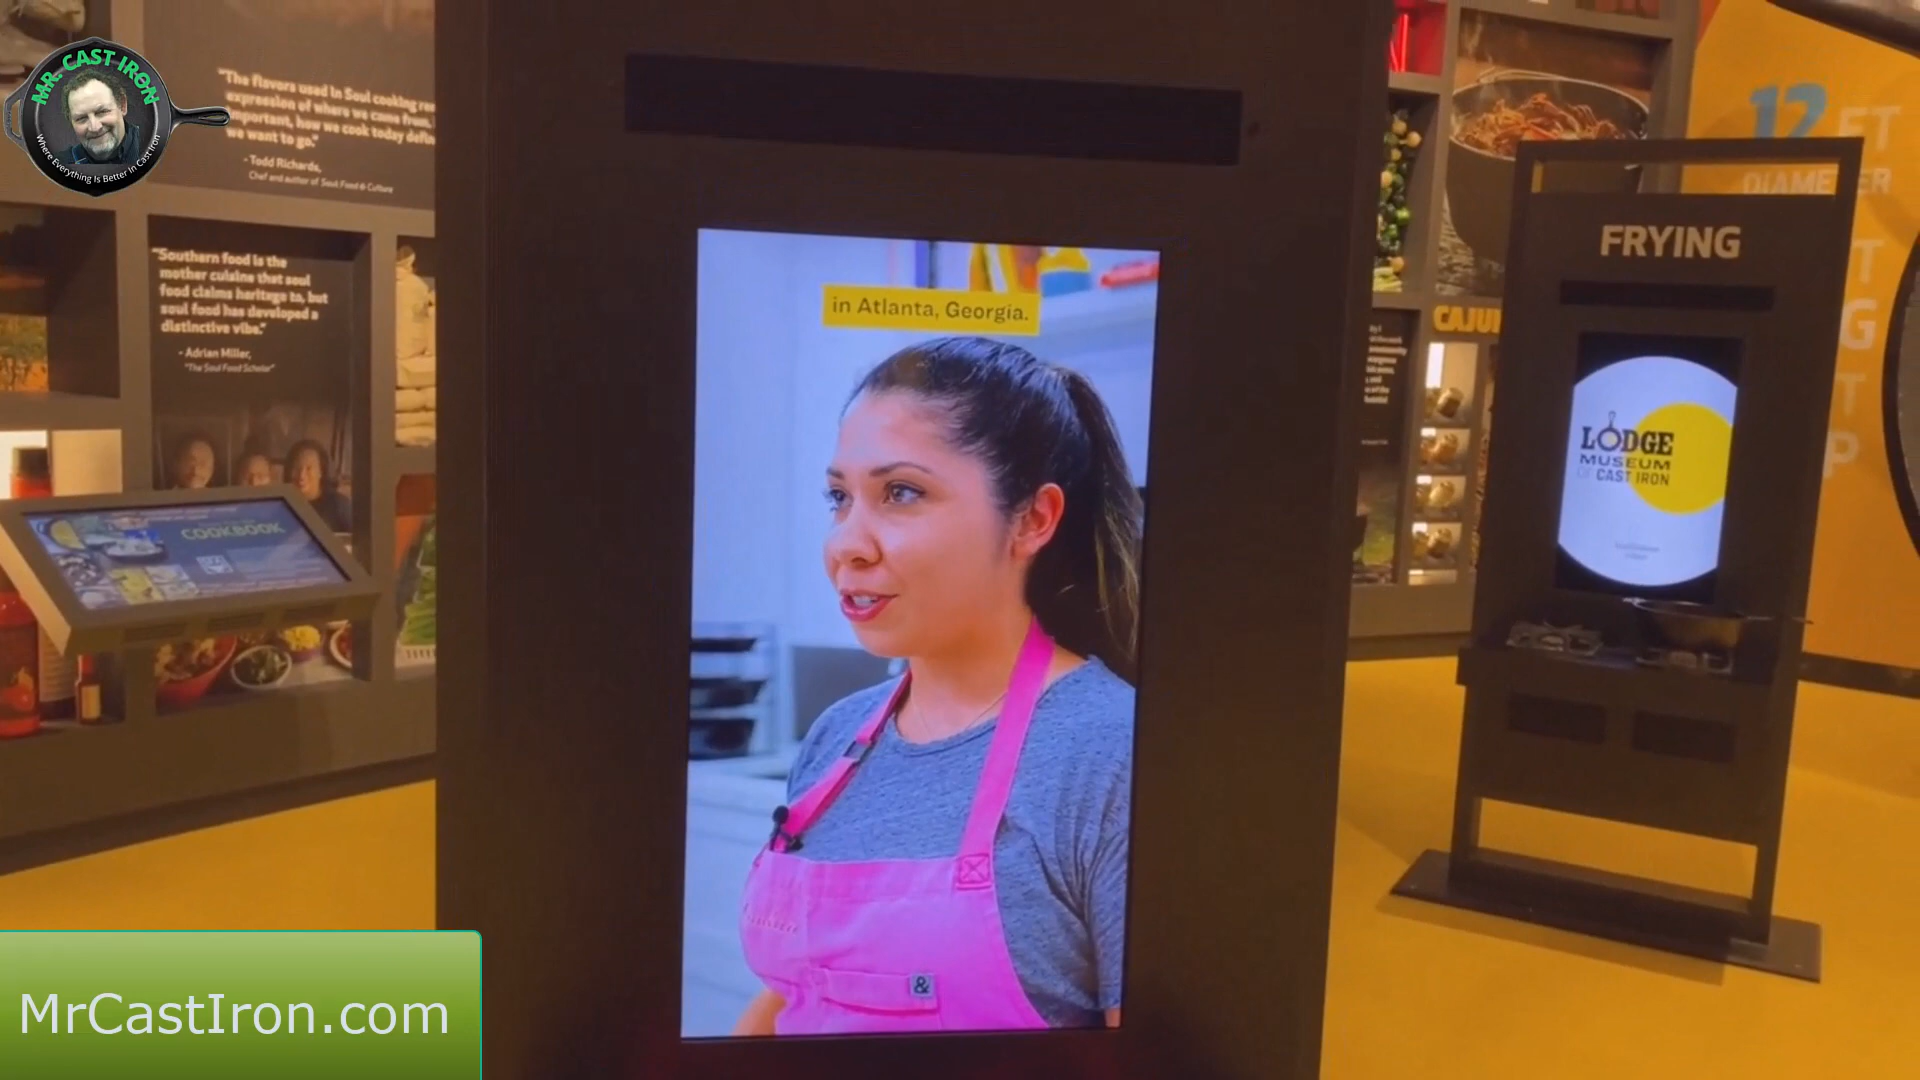 MR. CAST IRON
Where Everything Is Better In Cast Iron
"The flavors used in Soul cooking
expression of where we came from.
important, how we cook today
we want to go."
- Todd Richards,
Chef and author of Soul Food & Culture
"Southern food is the
mother cuisine that soul
food claims heritage to, but
soul food has developed a
distinctive vibe."
- Adrian Miller,
"The Soul Food Scholar"
COOKBOOK
in Atlanta, Georgia.
&
CAJUN
12 FT
DIAMETER
FRYING
LODGE
MUSEUM
OF CAST IRON
MrCastIron.com